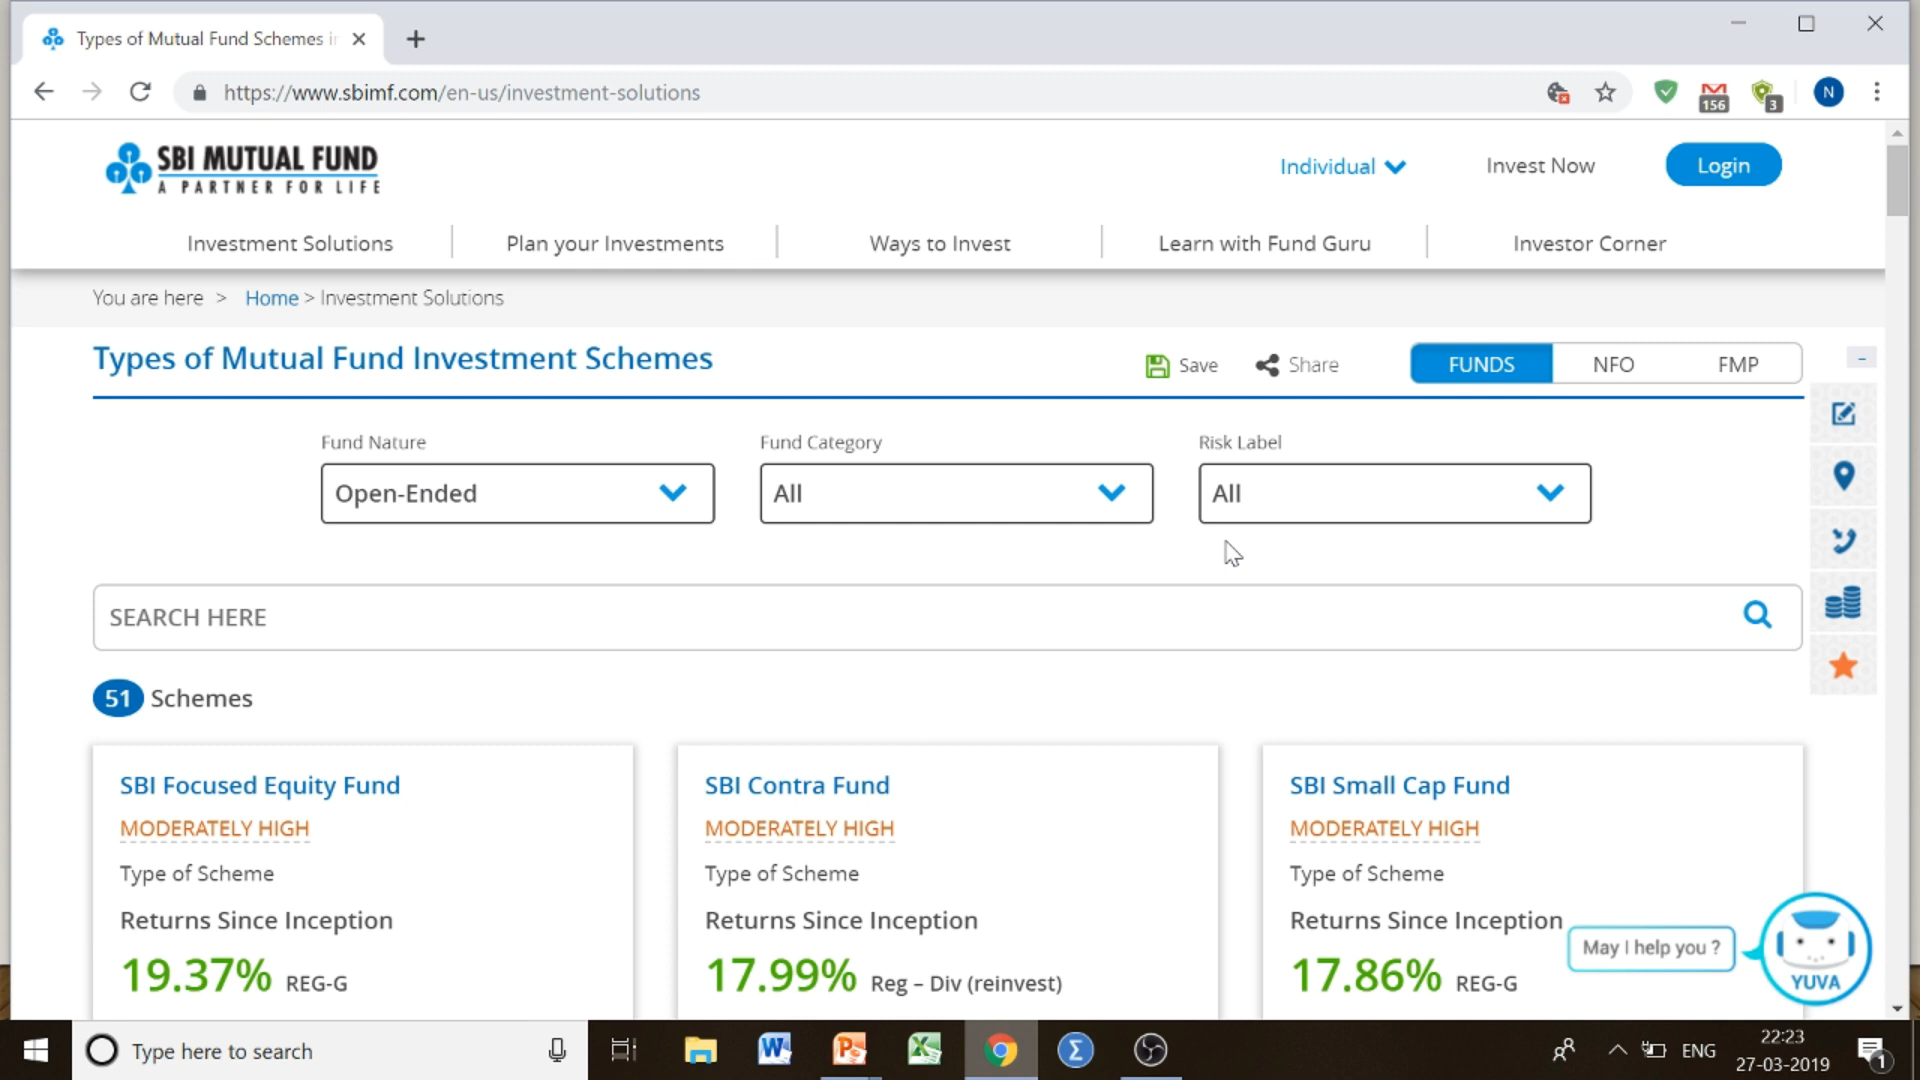 Types of Mutual Fund Schemes in
https://www.sbimf.com/en-us/investment-solutions
156
3
N
SBI MUTUAL FUND
A PARTNER FOR LIFE
Individual
Invest Now
Login
Investment Solutions
Plan your Investments
Ways to Invest
Learn with Fund Guru
Investor Corner
You are here > Home > Investment Solutions
Types of Mutual Fund Investment Schemes
Save
Share
FUNDS
NFO
FMP
Fund Nature
Fund Category
Risk Label
Open-Ended
All
All
SEARCH HERE
51 Schemes
SBI Focused Equity Fund
MODERATELY HIGH
Type of Scheme
Returns Since Inception
19.37% REG-G
SBI Contra Fund
MODERATELY HIGH
Type of Scheme
Returns Since Inception
17.99% Reg – Div (reinvest)
SBI Small Cap Fund
MODERATELY HIGH
Type of Scheme
Returns Since Inception
17.86% REG-G
May I help you ?
YUVA
Type here to search
ENG
22:23
27-03-2019
1